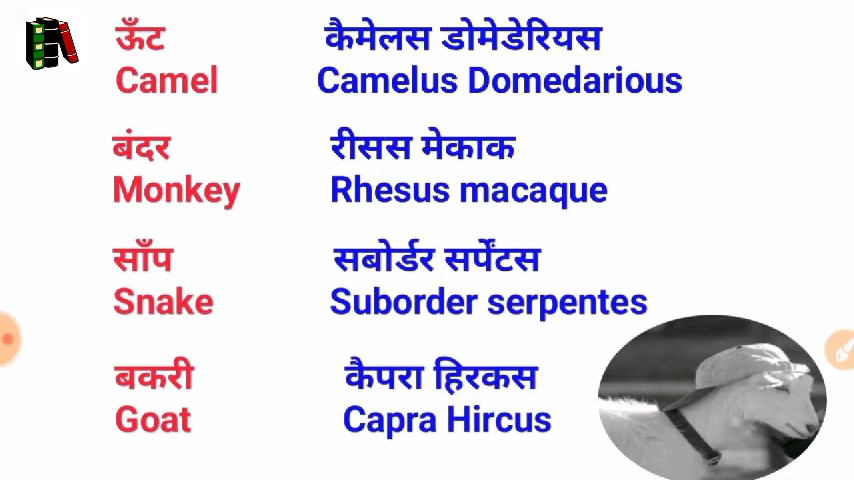 ऊँट कैमेलस डोमेडेरियस
Camel Camelus Domedarious
बंदर रीसस मेकाक
Monkey Rhesus macaque
साँप सबोर्डर सर्पेंटस
Snake Suborder serpentes
बकरी कैपरा हिरकस
Goat Capra Hircus